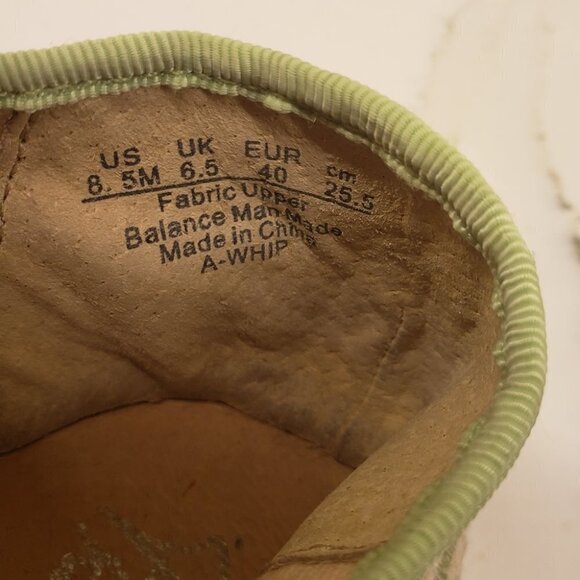 US UK EUR cm
8.5M 6.5 40 25.5
Fabric Upper
Balance Man Made
Made in China
A-WHIP